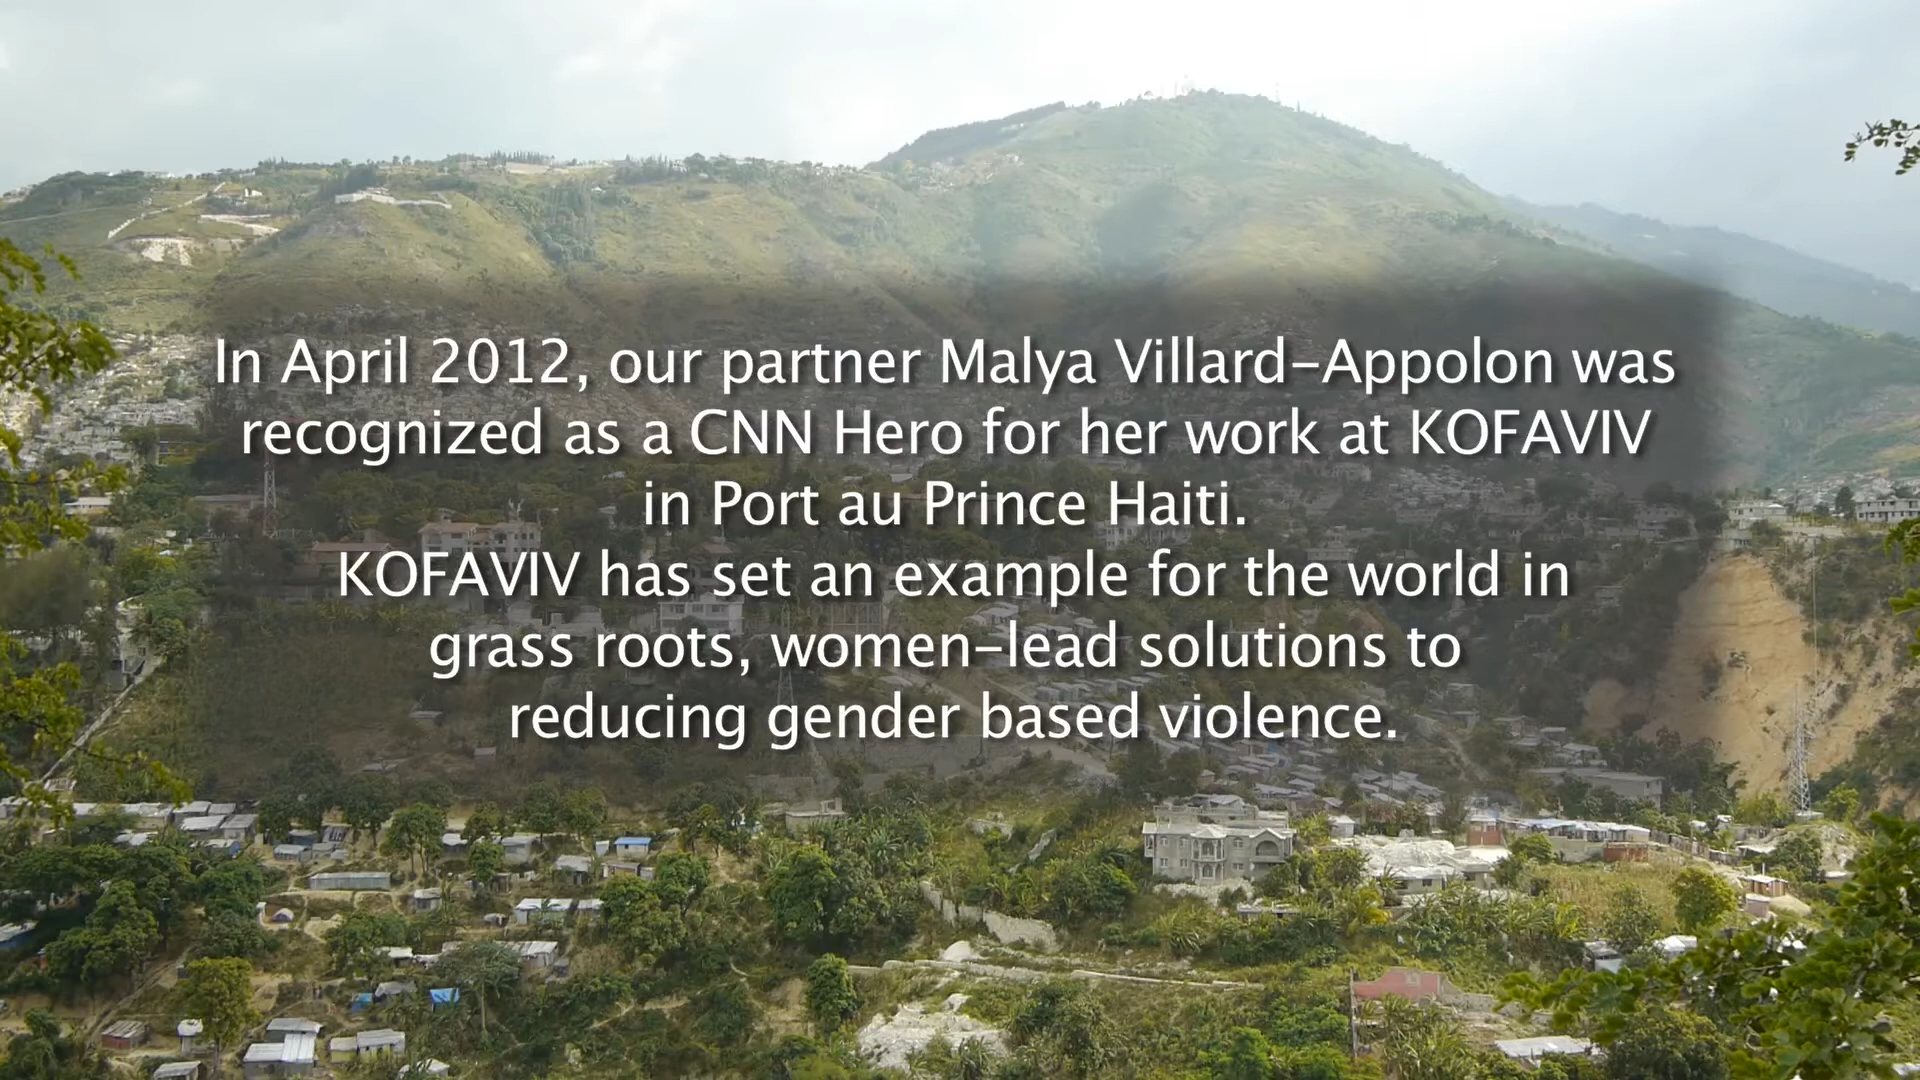 In April 2012, our partner Malya Villard-Appolon was
recognized as a CNN Hero for her work at KOFAVIV
in Port au Prince Haiti.
KOFAVIV has set an example for the world in
grass roots, women-lead solutions to
reducing gender based violence.